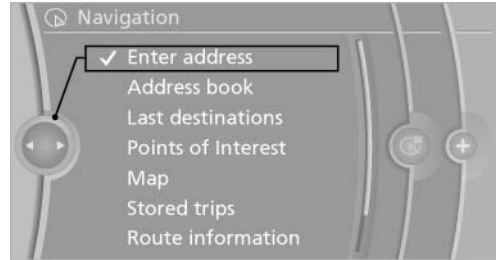 Navigation
Enter address
Address book
Last destinations
Points of Interest
Map
Stored trips
Route information